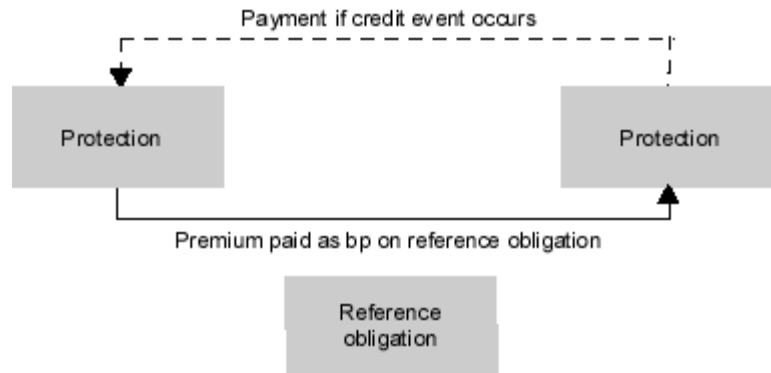 Payment if credit event occurs
Protection
Protection
Premium paid as bp on reference obligation
Reference
obligation